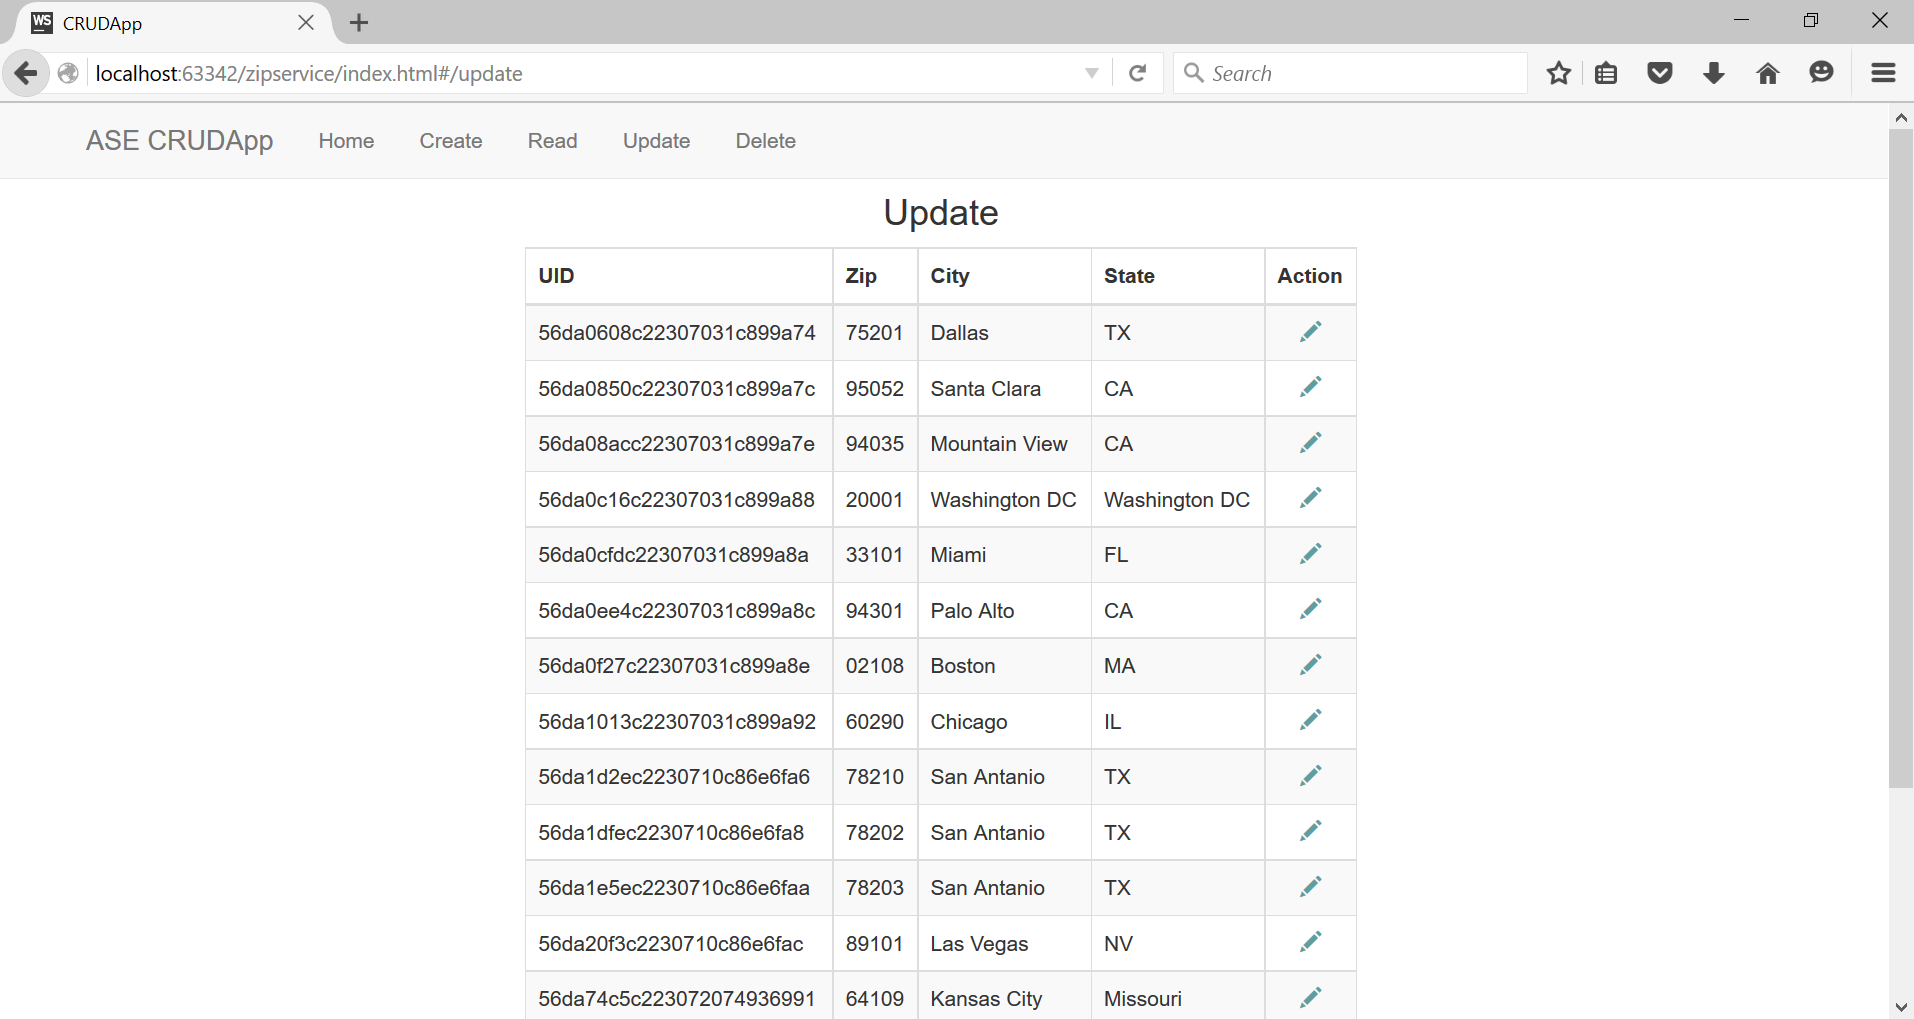 WS CRUDApp
localhost:63342/zipservice/index.html#/update Search
ASE CRUDApp Home Create Read Update Delete
Update
UID Zip City State Action
56da0608c22307031c899a74 75201 Dallas TX
56da0850c22307031c899a7c 95052 Santa Clara CA
56da08acc22307031c899a7e 94035 Mountain View CA
56da0c16c22307031c899a88 20001 Washington DC Washington DC
56da0cfdc22307031c899a8a 33101 Miami FL
56da0ee4c22307031c899a8c 94301 Palo Alto CA
56da0f27c22307031c899a8e 02108 Boston MA
56da1013c22307031c899a92 60290 Chicago IL
56da1d2ec2230710c86e6fa6 78210 San Antanio TX
56da1dfec2230710c86e6fa8 78202 San Antanio TX
56da1e5ec2230710c86e6faa 78203 San Antanio TX
56da20f3c2230710c86e6fac 89101 Las Vegas NV
56da74c5c223072074936991 64109 Kansas City Missouri